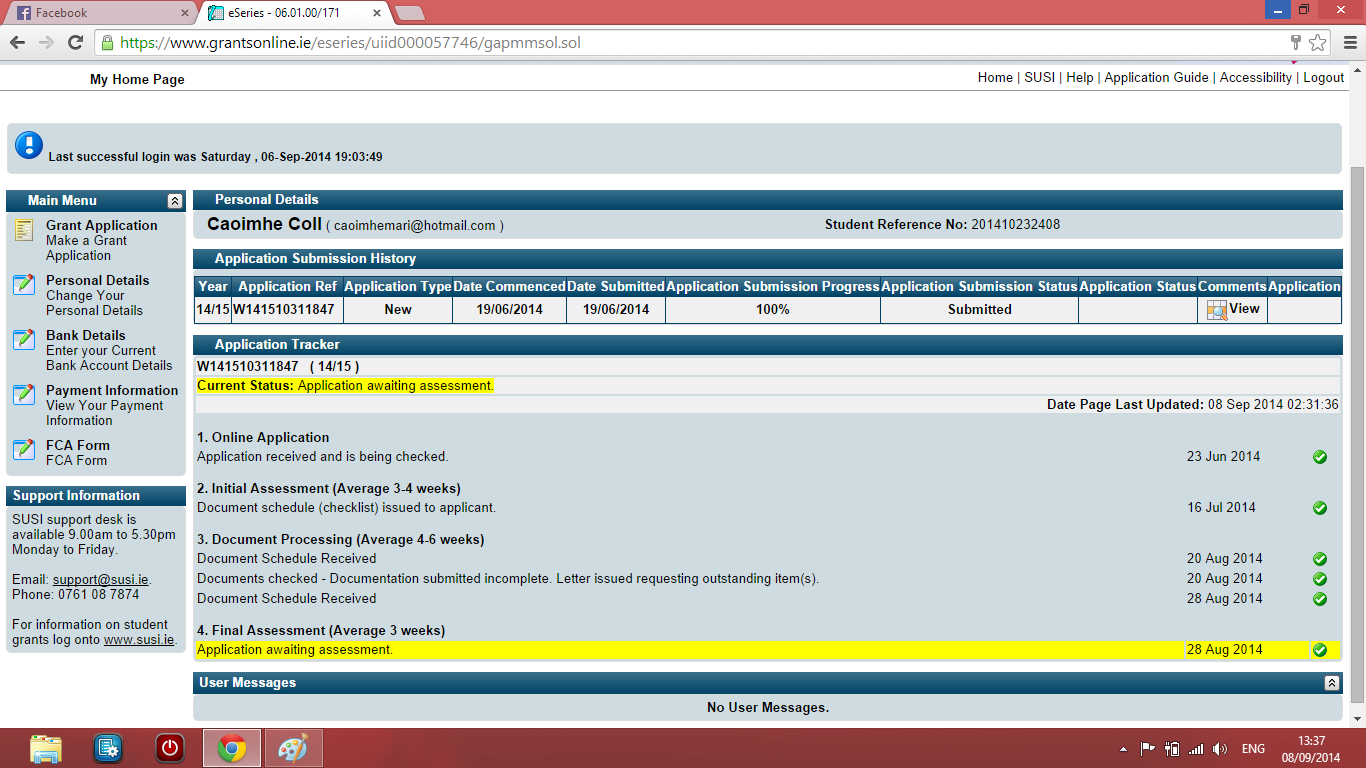 Facebook
eSeries - 06.01.00/171
https://www.grantsonline.ie/eseries/uiid000057746/gapmmsol.sol
My Home Page
Home | SUSI | Help | Application Guide | Accessibility | Logout
Last successful login was Saturday , 06-Sep-2014 19:03:49
Main Menu
Grant Application
Make a Grant
Application
Personal Details
Change Your
Personal Details
Bank Details
Enter your Current
Bank Account Details
Payment Information
View Your Payment
Information
FCA Form
FCA Form
Support Information
SUSI support desk is
available 9.00am to 5.30pm
Monday to Friday.
Email: support@susi.ie.
Phone: 0761 08 7874
For information on student
grants log onto www.susi.ie.
Personal Details
Caoimhe Coll ( caoimhemari@hotmail.com ) Student Reference No: 201410232408
Application Submission History
Year Application Ref Application Type Date Commenced Date Submitted Application Submission Progress Application Submission Status Application Status Comments Application
14/15 W141510311847 New 19/06/2014 19/06/2014 100% Submitted View
Application Tracker
W141510311847 ( 14/15 )
Current Status: Application awaiting assessment.
Date Page Last Updated: 08 Sep 2014 02:31:36
1. Online Application
Application received and is being checked. 23 Jun 2014
2. Initial Assessment (Average 3-4 weeks)
Document schedule (checklist) issued to applicant. 16 Jul 2014
3. Document Processing (Average 4-6 weeks)
Document Schedule Received 20 Aug 2014
Documents checked - Documentation submitted incomplete. Letter issued requesting outstanding item(s). 20 Aug 2014
Document Schedule Received 28 Aug 2014
4. Final Assessment (Average 3 weeks)
Application awaiting assessment. 28 Aug 2014
User Messages
No User Messages.
ENG
13:37
08/09/2014